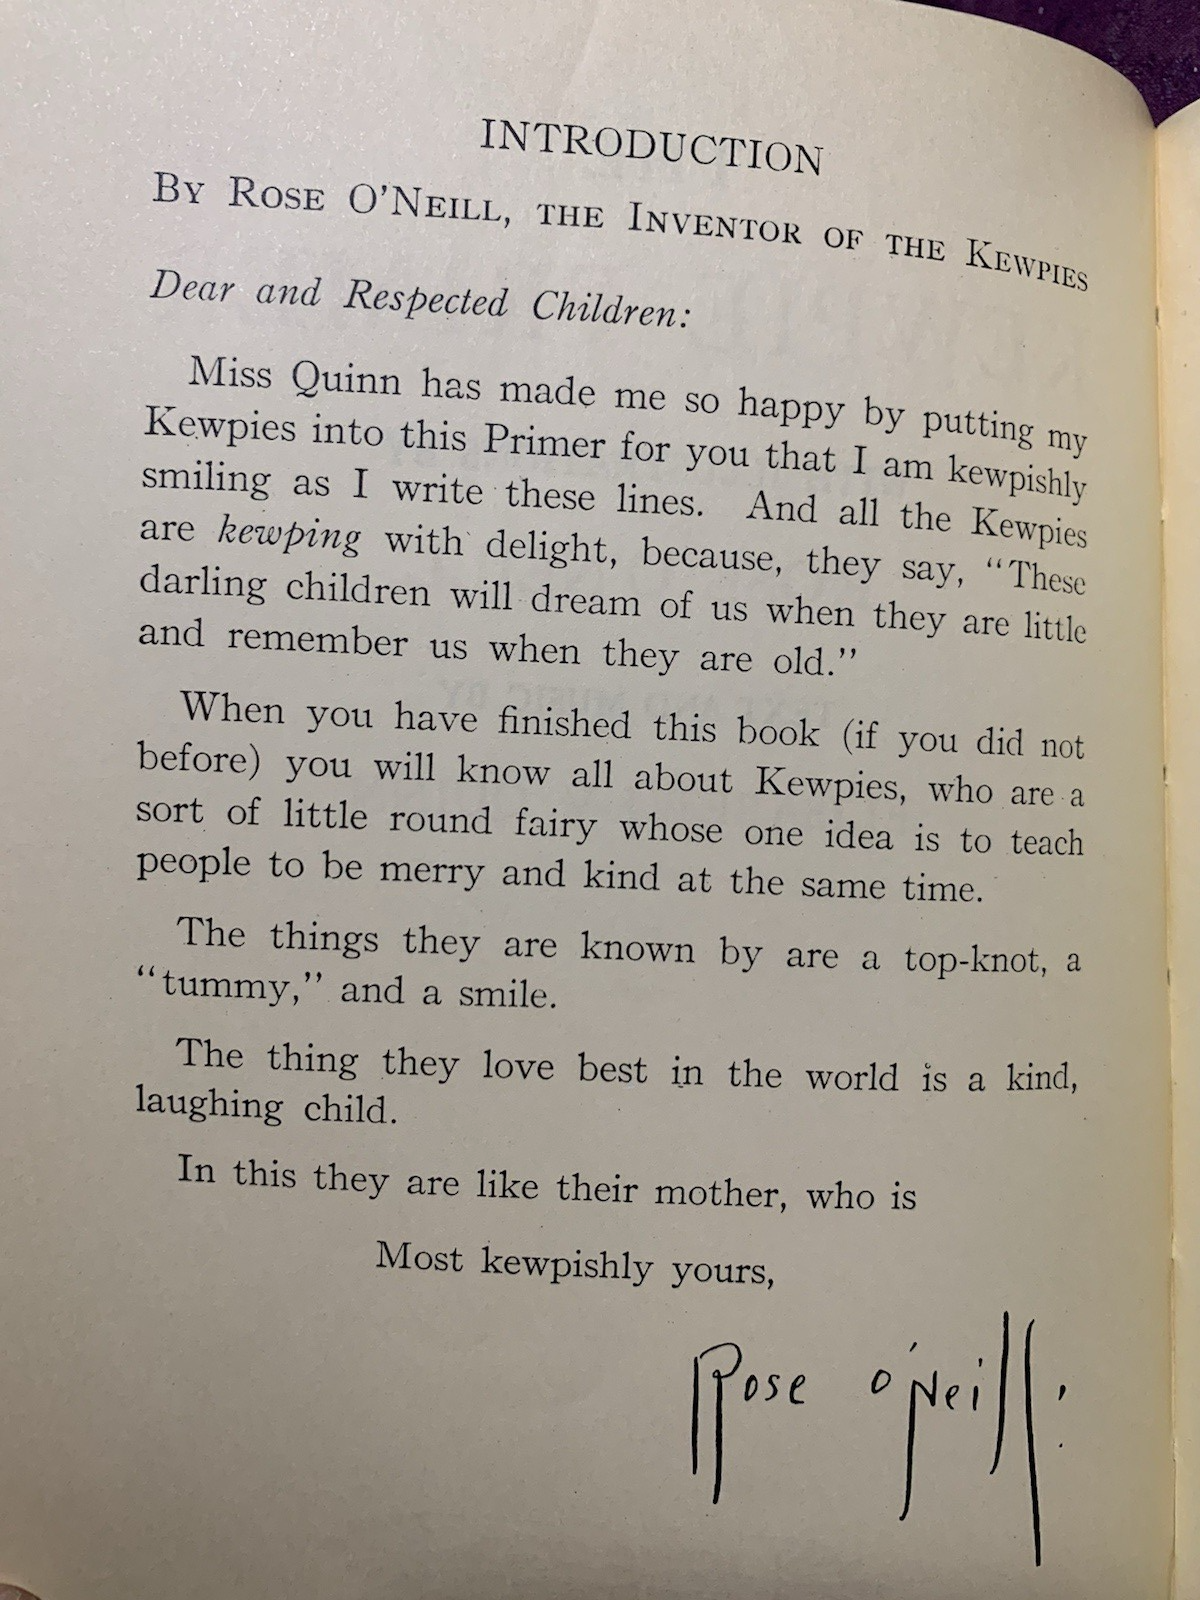 INTRODUCTION
By Rose O'Neill, the Inventor of the Kewpies
Dear and Respected Children:
Miss Quinn has made me so happy by putting my
Kewpies into this Primer for you that I am kewpishly
smiling as I write these lines. And all the Kewpies
are kewping with delight, because, they say, "These
darling children will dream of us when they are little
and remember us when they are old."
When you have finished this book (if you did not
before) you will know all about Kewpies, who are a
sort of little round fairy whose one idea is to teach
people to be merry and kind at the same time.
The things they are known by are a top-knot, a
"tummy," and a smile.
The thing they love best in the world is a kind,
laughing child.
In this they are like their mother, who is
Most kewpishly yours,
Rose O'Neill